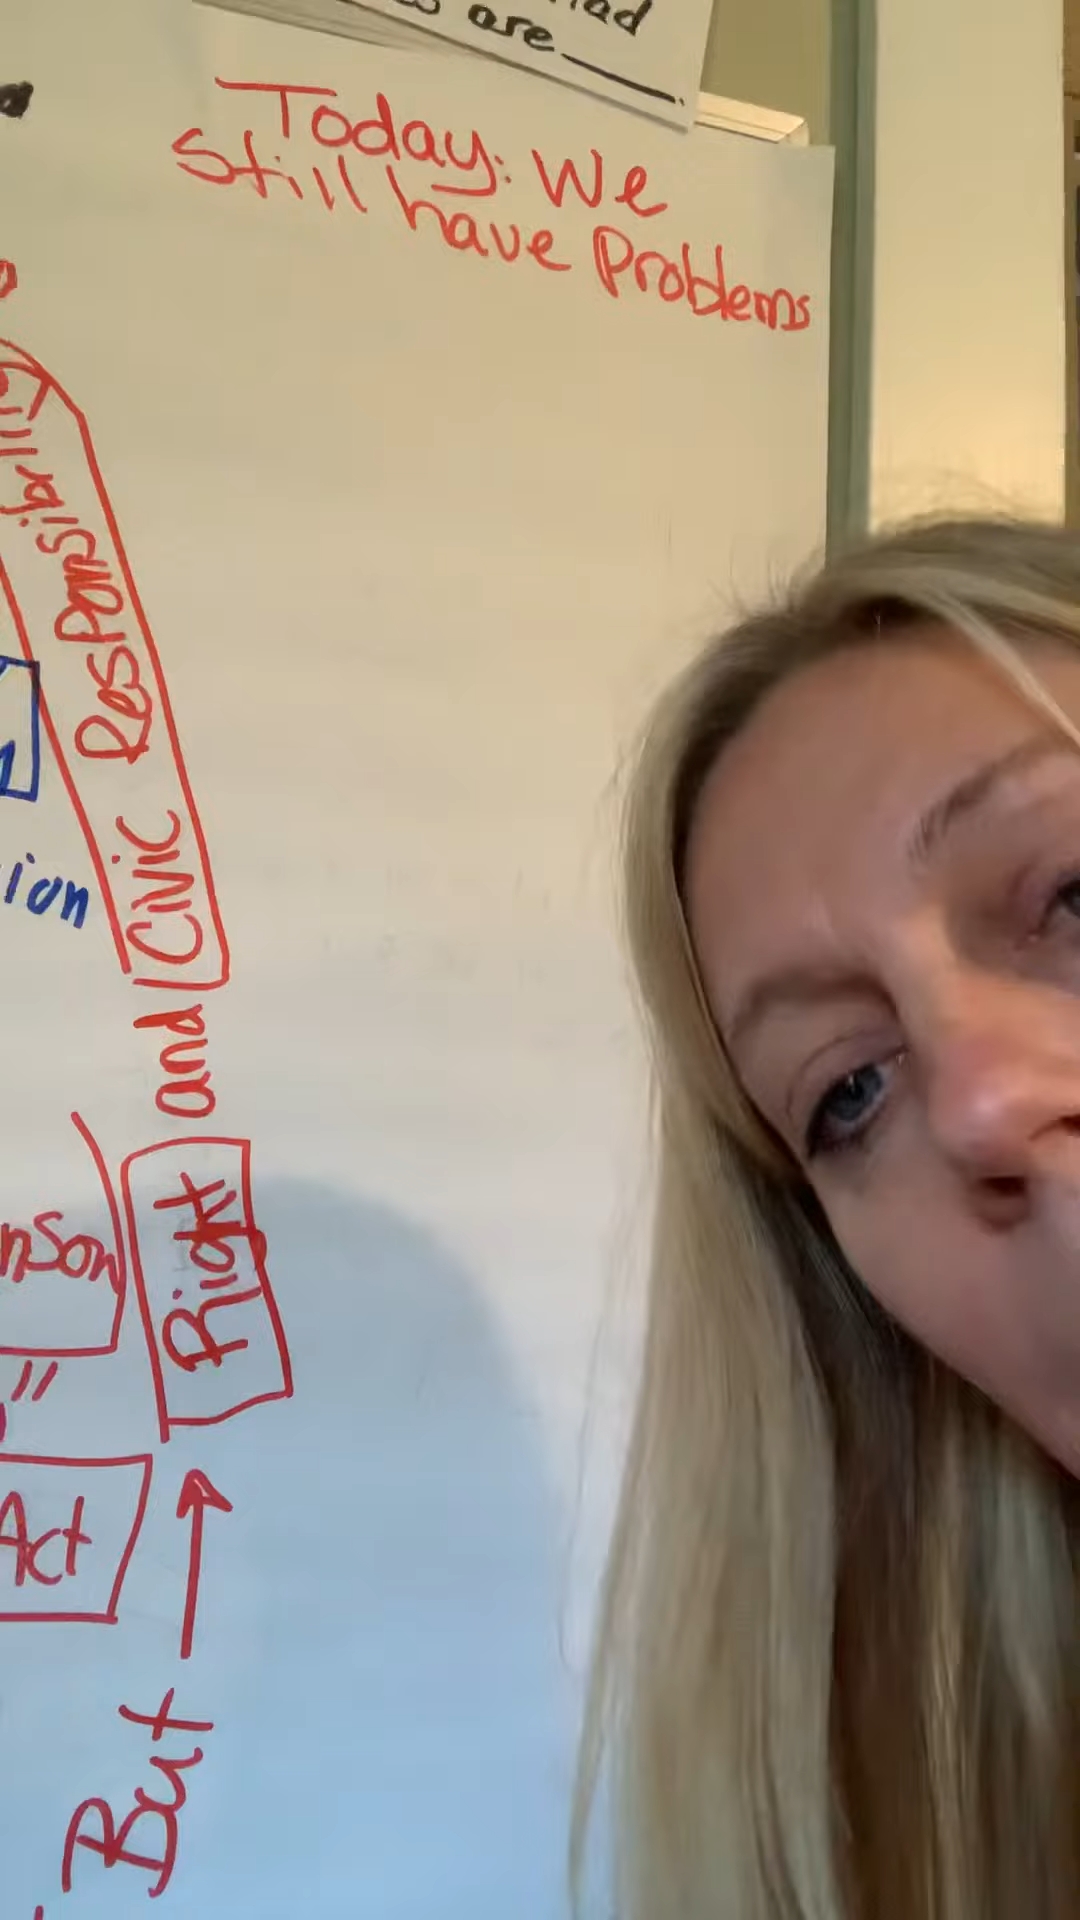 are
Today: We
still have Problems
Civic Responsibility
and
ion
Right
Act
But